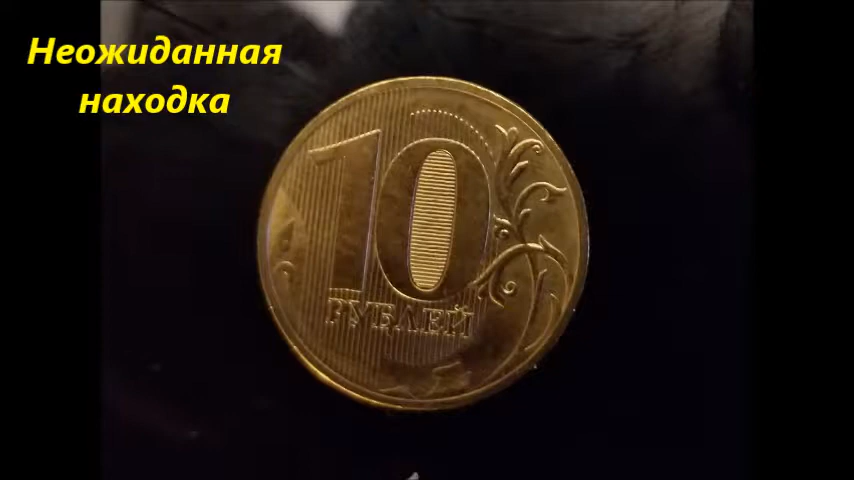 Неожиданная
находка
10
РУБЛЕЙ